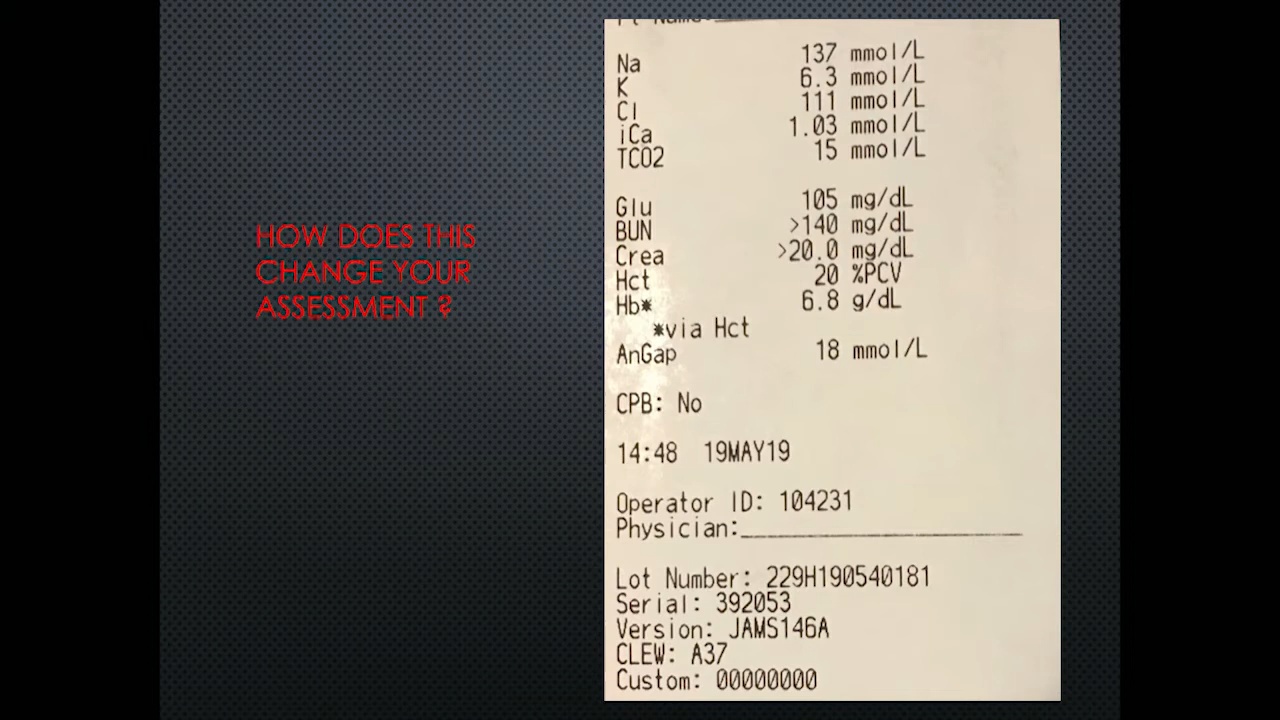 HOW DOES THIS
CHANGE YOUR
ASSESSMENT ?
Na 137 mmol/L
K 6.3 mmol/L
Cl 111 mmol/L
iCa 1.03 mmol/L
TCO2 15 mmol/L
Glu 105 mg/dL
BUN >140 mg/dL
Crea >20.0 mg/dL
Hct 20 %PCV
Hb* 6.8 g/dL
*via Hct
AnGap 18 mmol/L
CPB: No
14:48 19MAY19
Operator ID: 104231
Physician:
Lot Number: 229H190540181
Serial: 392053
Version: JAMS146A
CLEW: A37
Custom: 00000000